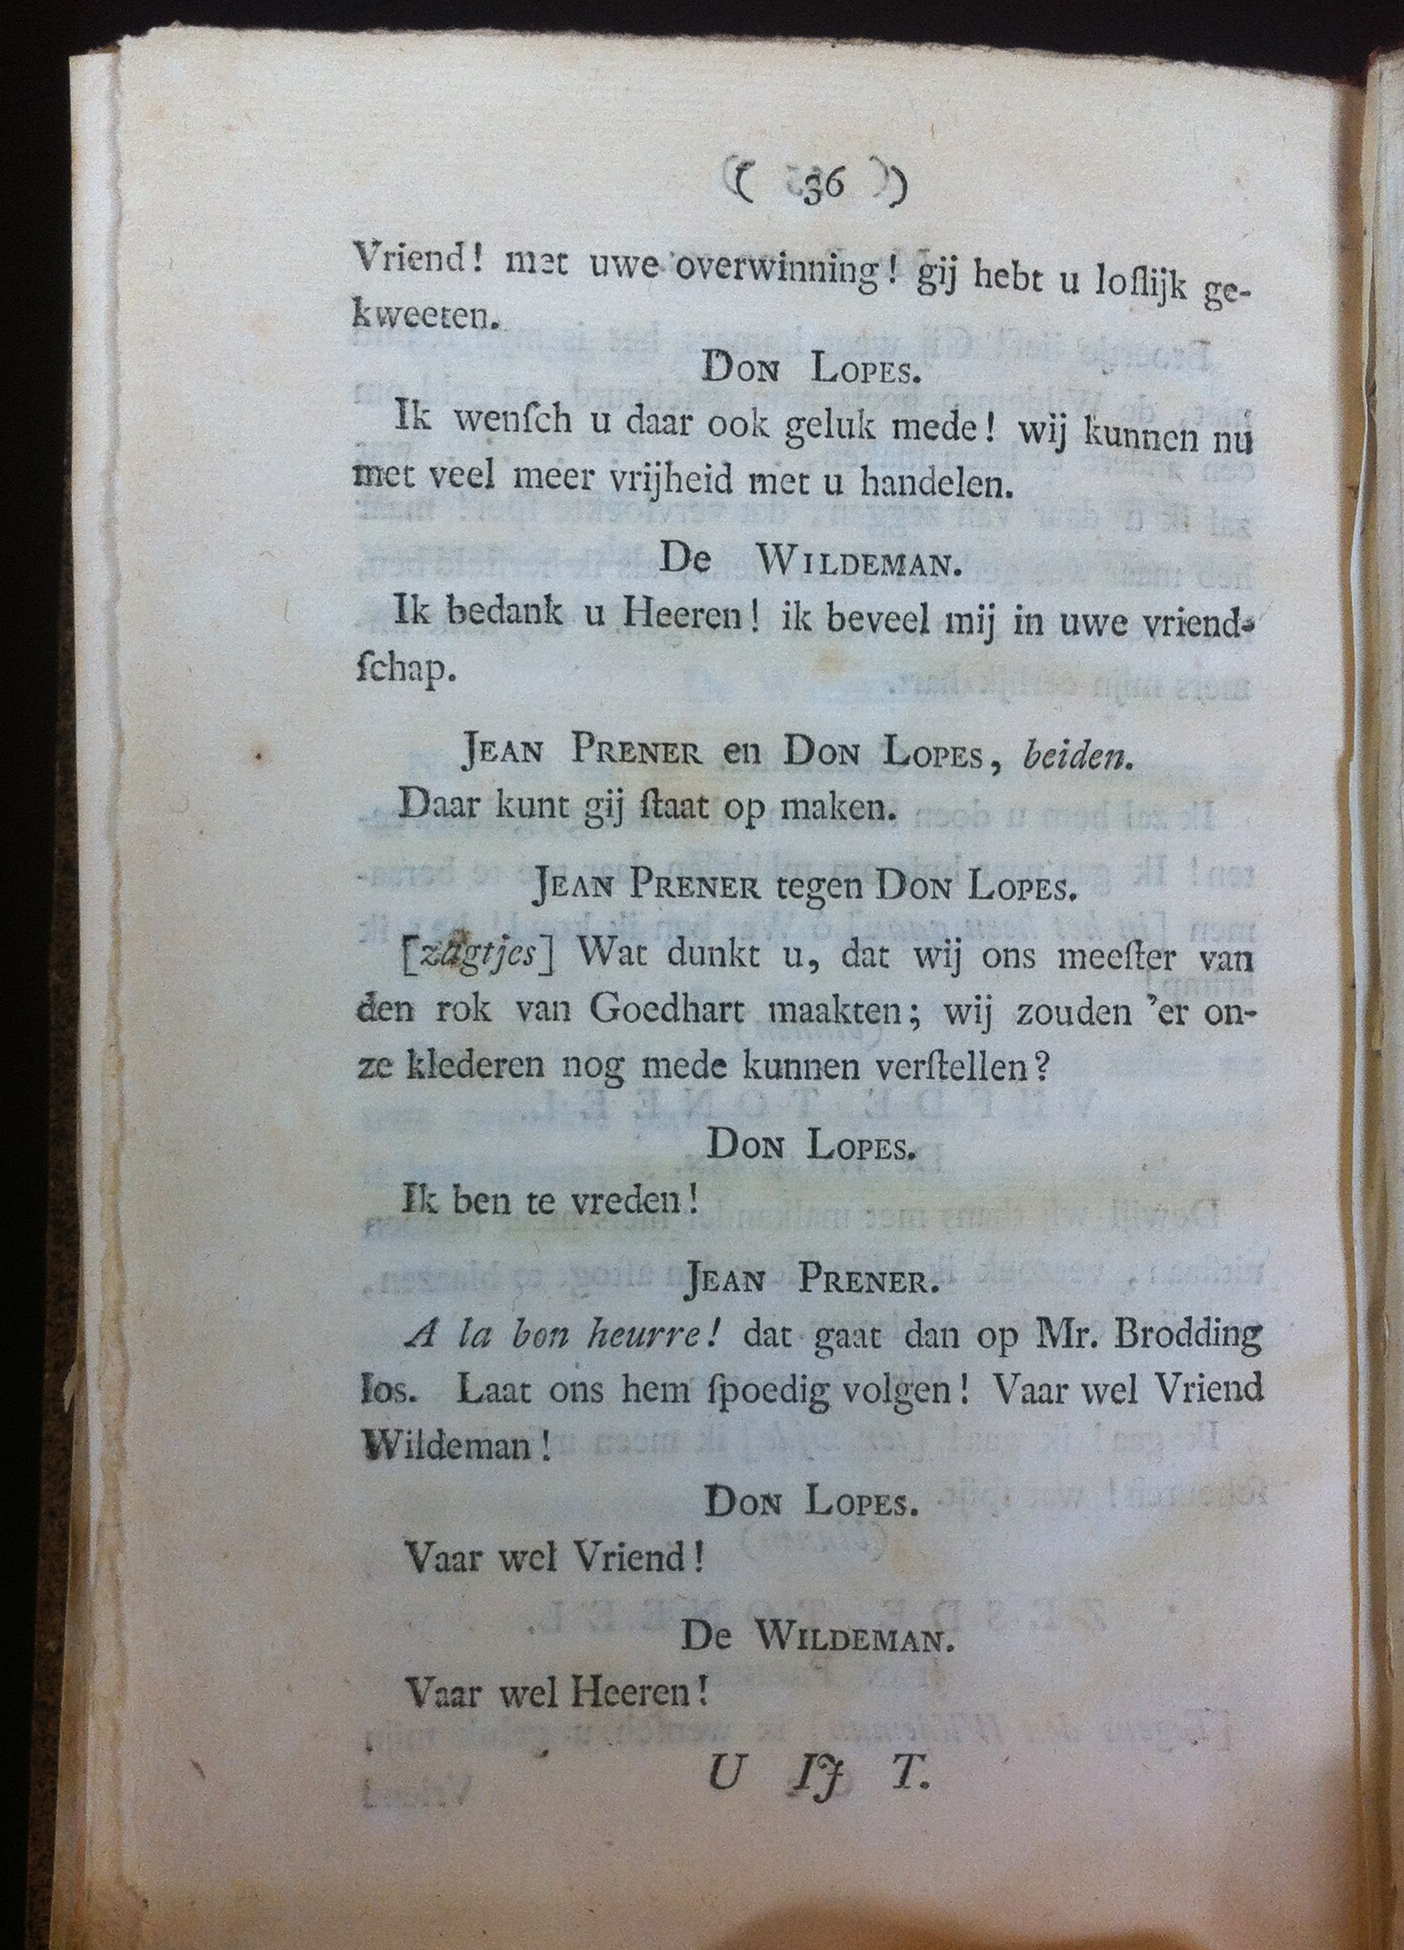 ( 36 )
Vriend! met uwe overwinning! gij hebt u loflijk ge-
kweeten.
DON LOPES.
Ik wenſch u daar ook geluk mede! wij kunnen nu
met veel meer vrijheid met u handelen.
De WILDEMAN.
Ik bedank u Heeren! ik beveel mij in uwe vriend-
ſchap.
JEAN PRENER en DON LOPES, beiden.
Daar kunt gij ſtaat op maken.
JEAN PRENER tegen DON LOPES.
[zagtjes] Wat dunkt u, dat wij ons meeſter van
den rok van Goedhart maakten; wij zouden 'er on-
ze klederen nog mede kunnen verſtellen?
DON LOPES.
Ik ben te vreden!
JEAN PRENER.
A la bon heurre! dat gaat dan op Mr. Brodding
los. Laat ons hem ſpoedig volgen! Vaar wel Vriend
Wildeman!
DON LOPES.
Vaar wel Vriend!
De WILDEMAN.
Vaar wel Heeren!
U IJ T.